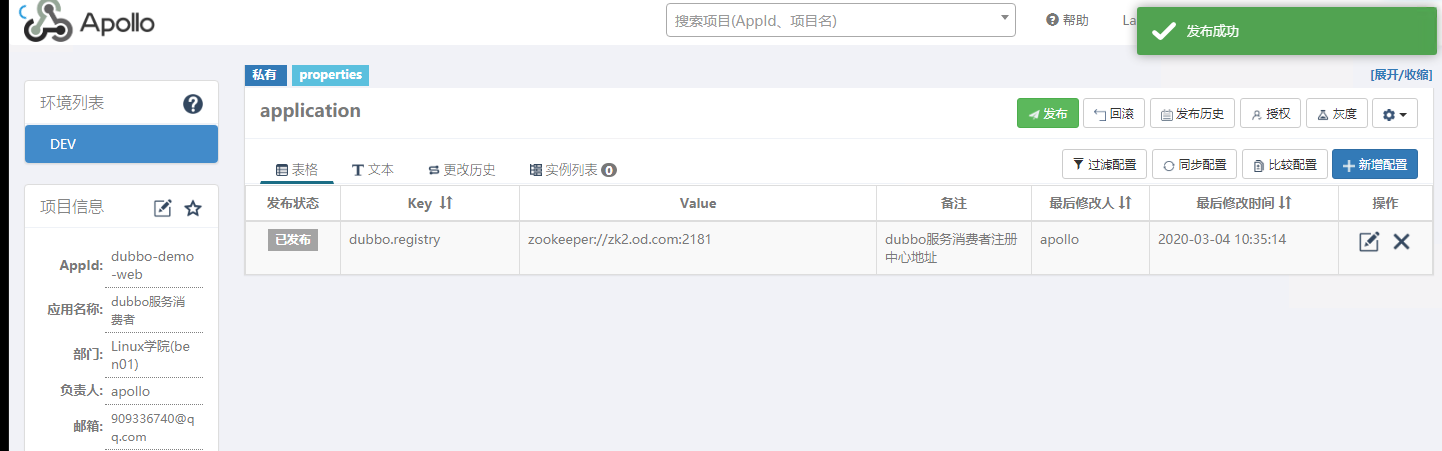 Apollo
搜索项目(AppId、项目名)
帮助
La
发布成功
环境列表
DEV
项目信息
AppId: dubbo-demo
-web
应用名称: dubbo服务消
费者
部门: Linux学院(be
n01)
负责人: apollo
邮箱: 909336740@q
q.com
私有 properties
[展开/收缩]
application
发布 回滚 发布历史 授权 灰度
表格 文本 更改历史 实例列表 0
过滤配置 同步配置 比较配置 新增配置
发布状态 Key Value 备注 最后修改人 最后修改时间 操作
已发布 dubbo.registry zookeeper://zk2.od.com:2181 dubbo服务消费者注册 apollo 2020-03-04 10:35:14
中心地址